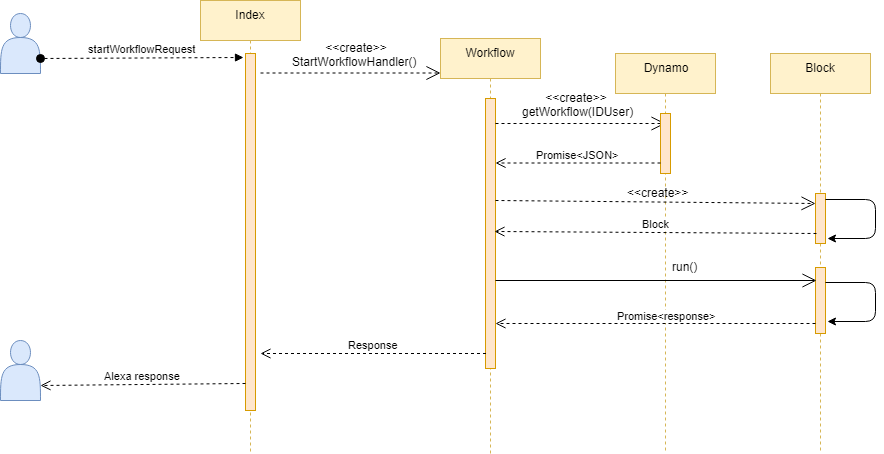 Index
startWorkflowRequest
<<create>>
StartWorkflowHandler()
Workflow
Dynamo
Block
<<create>>
getWorkflow(IDUser)
Promise<JSON>
<<create>>
Block
run()
Promise<response>
Response
Alexa response